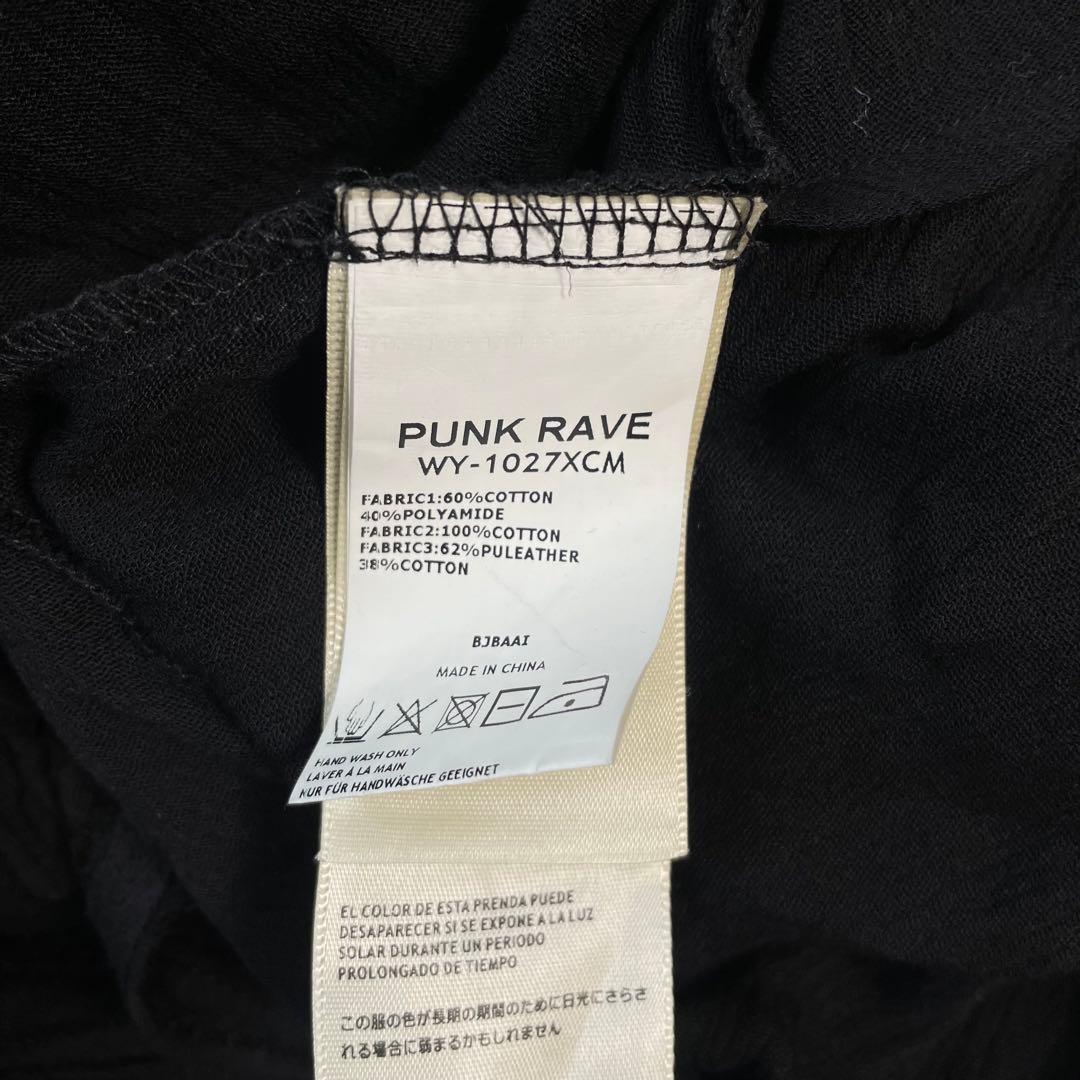 PUNK RAVE
WY-1027XCM
FABRIC1:60%COTTON
40%POLYAMIDE
FABRIC2:100%COTTON
FABRIC3:62%PULEATHER
38%COTTON
BJBAAI
MADE IN CHINA
HAND WASH ONLY
LAVER À LA MAIN
NUR FÜR HANDWÄSCHE GEEIGNET
EL COLOR DE ESTA PRENDA PUEDE
DESAPARECER SI SE EXPONE A LA LUZ
SOLAR DURANTE UN PERIODO
PROLONGADO DE TIEMPO
この服の色が長期の期間のために日光にさらさ
れる場合に弱まるかもしれません